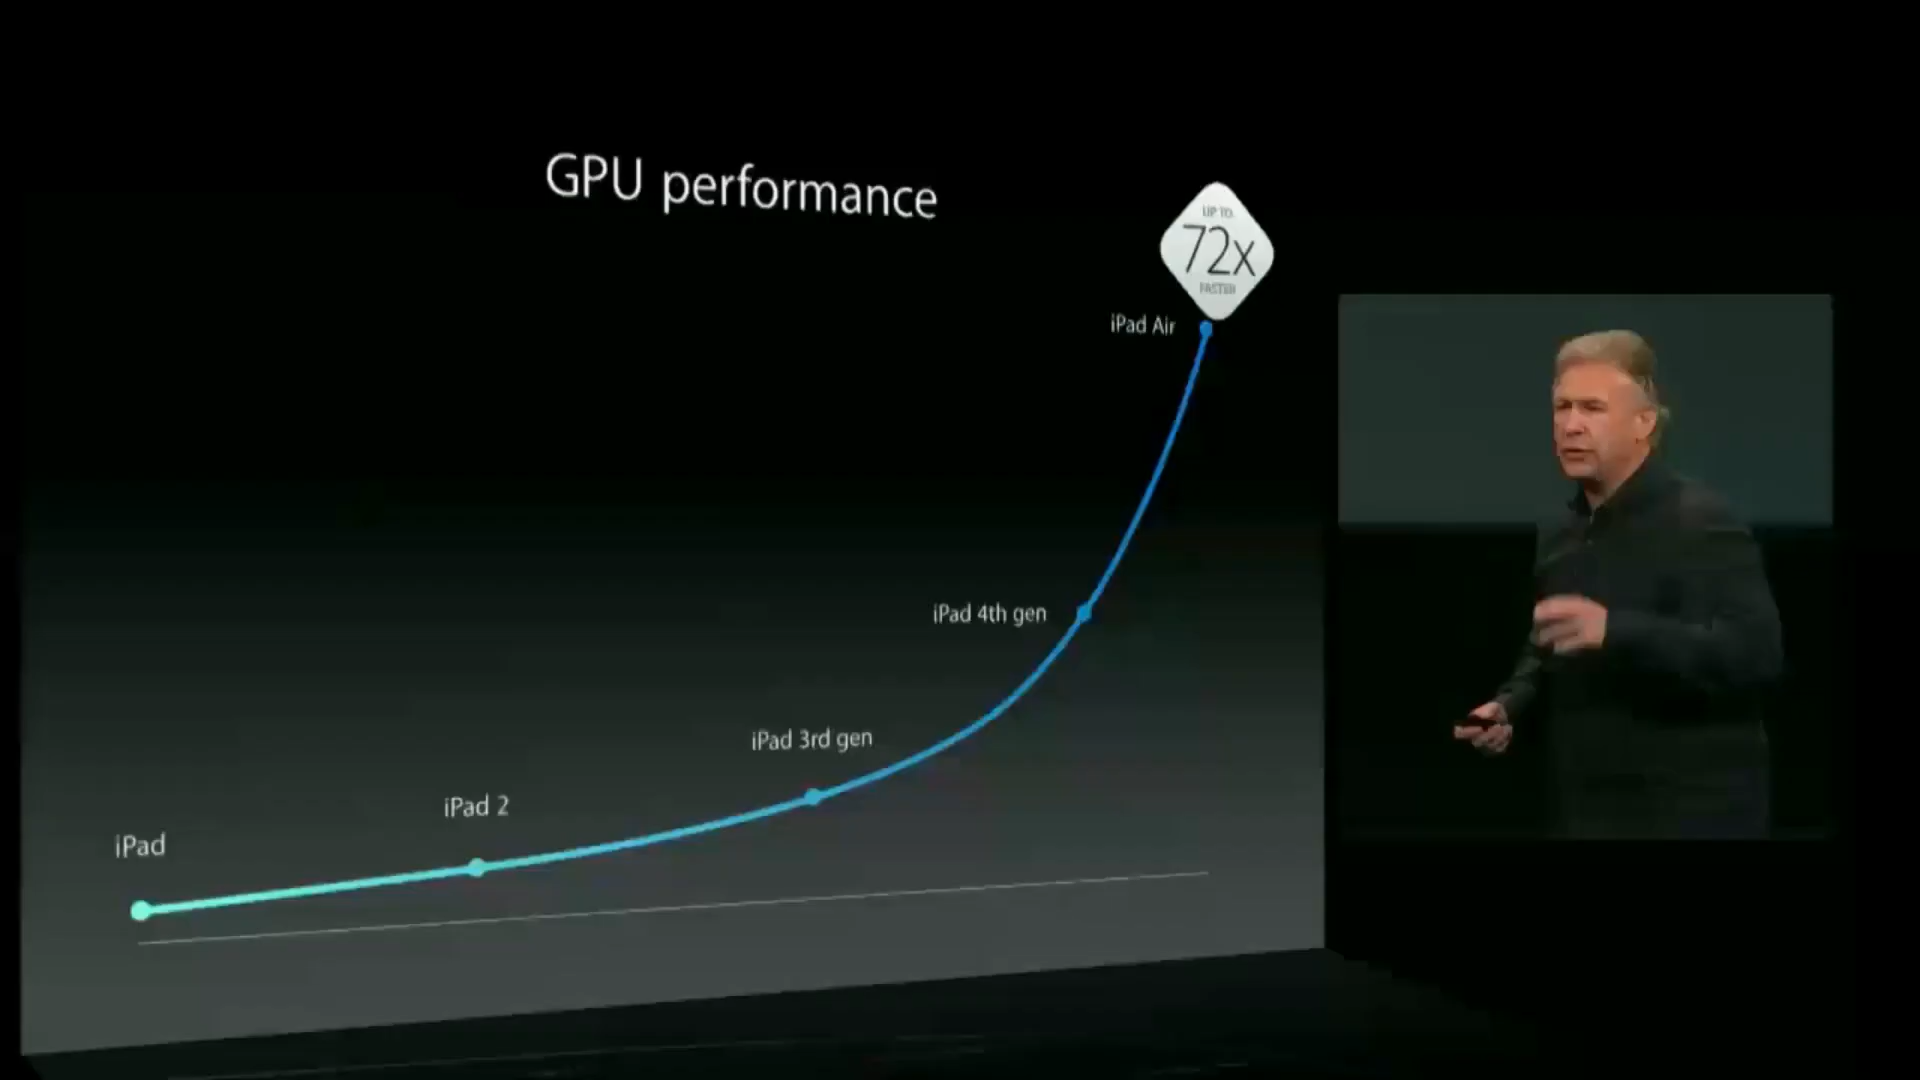 GPU performance
UP TO
72x
FASTER
iPad Air
iPad 4th gen
iPad 3rd gen
iPad 2
iPad